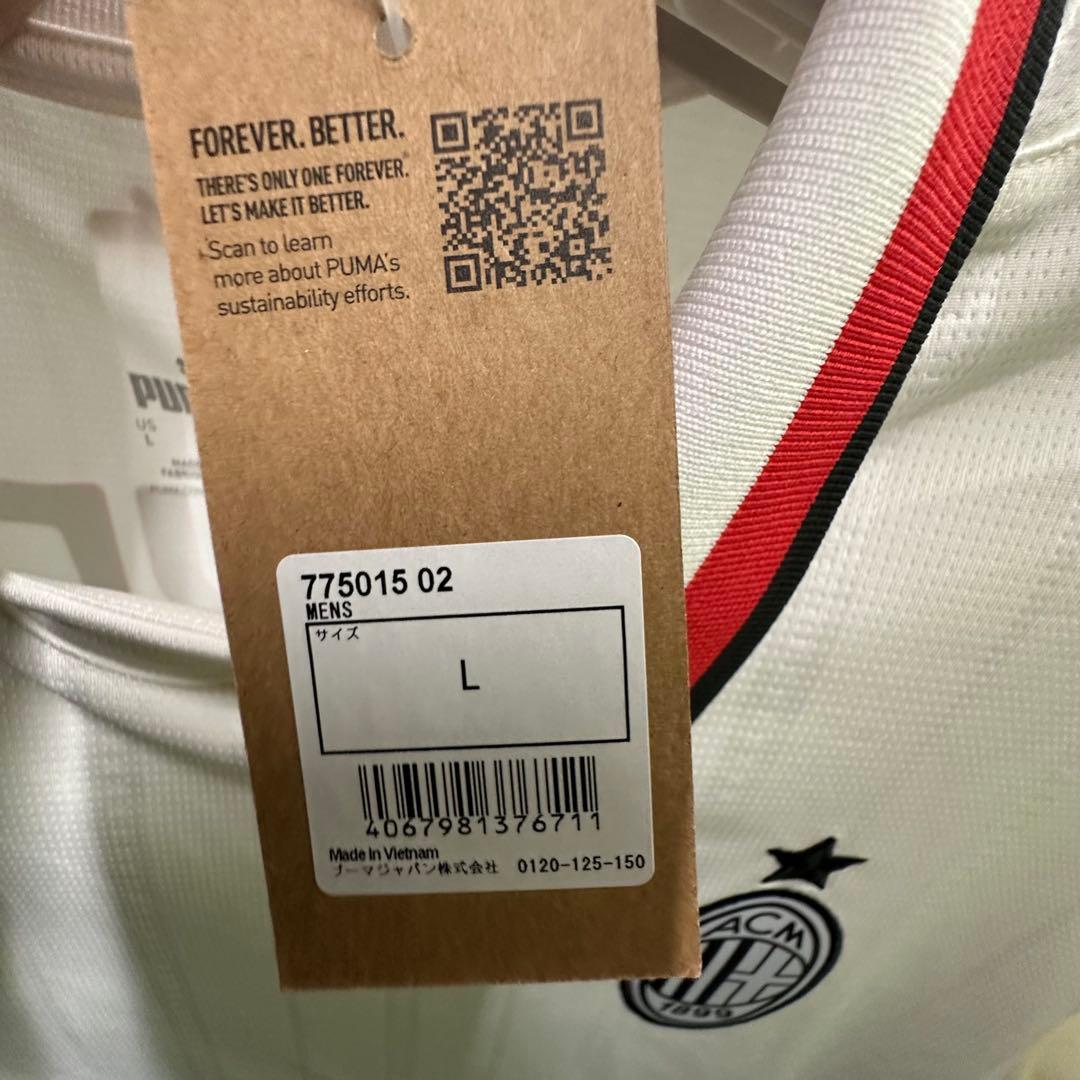 FOREVER. BETTER.
THERE'S ONLY ONE FOREVER.
LET'S MAKE IT BETTER.
Scan to learn
more about PUMA's
sustainability efforts.
US
L
775015 02
MENS
サイズ
L
4067981376711
Made In Vietnam
プーマジャパン株式会社 0120-125-150
ACM
1899